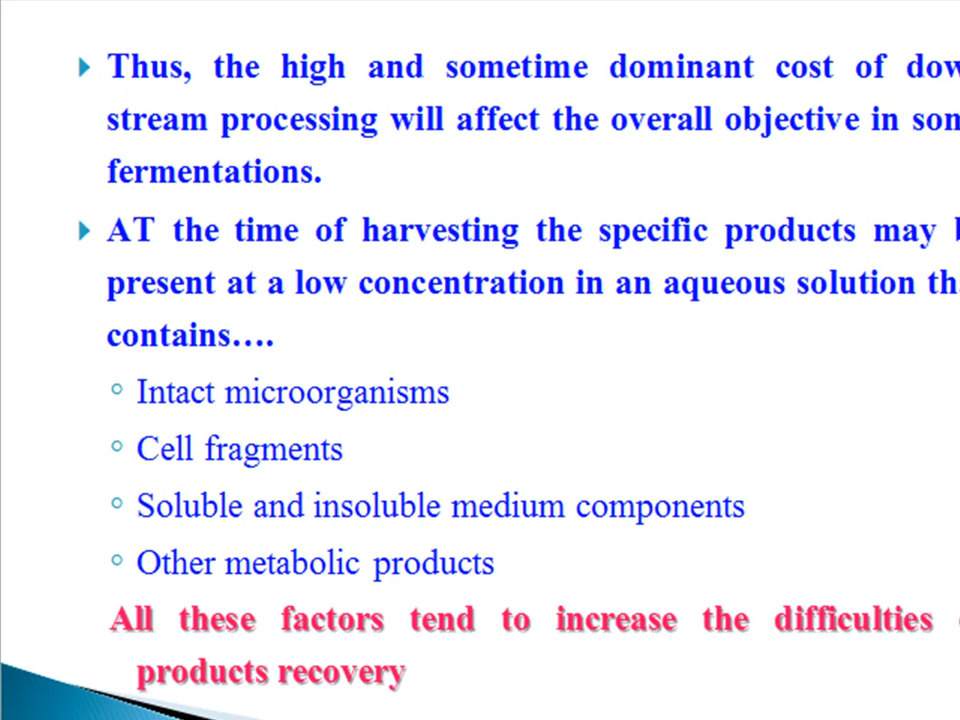 Thus, the high and sometime dominant cost of dow
stream processing will affect the overall objective in som
fermentations.
AT the time of harvesting the specific products may b
present at a low concentration in an aqueous solution tha
contains….
Intact microorganisms
Cell fragments
Soluble and insoluble medium components
Other metabolic products
All these factors tend to increase the difficulties
products recovery